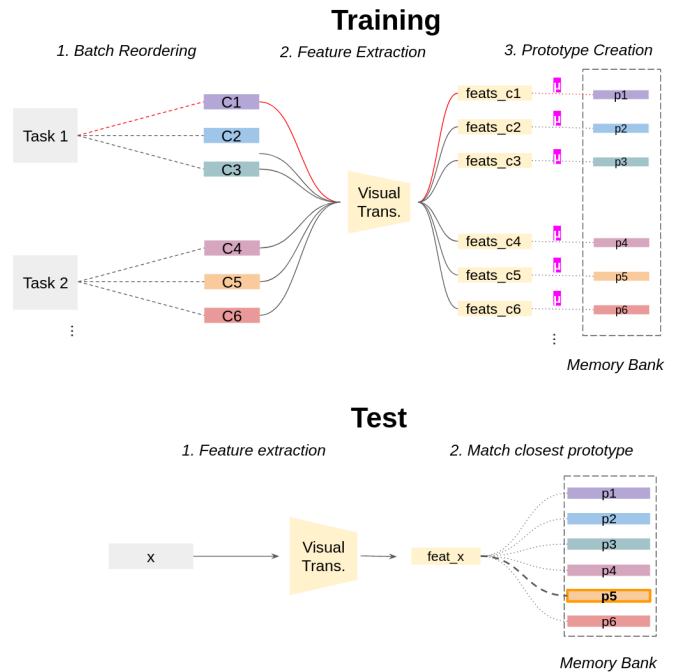 Training
1. Batch Reordering
2. Feature Extraction
3. Prototype Creation
Task 1
C1
C2
C3
Task 2
C4
C5
C6
...
Visual
Trans.
feats_c1
feats_c2
feats_c3
feats_c4
feats_c5
feats_c6
...
p1
p2
p3
p4
p5
p6
Memory Bank
Test
1. Feature extraction
2. Match closest prototype
x
Visual
Trans.
feat_x
p1
p2
p3
p4
p5
p6
Memory Bank